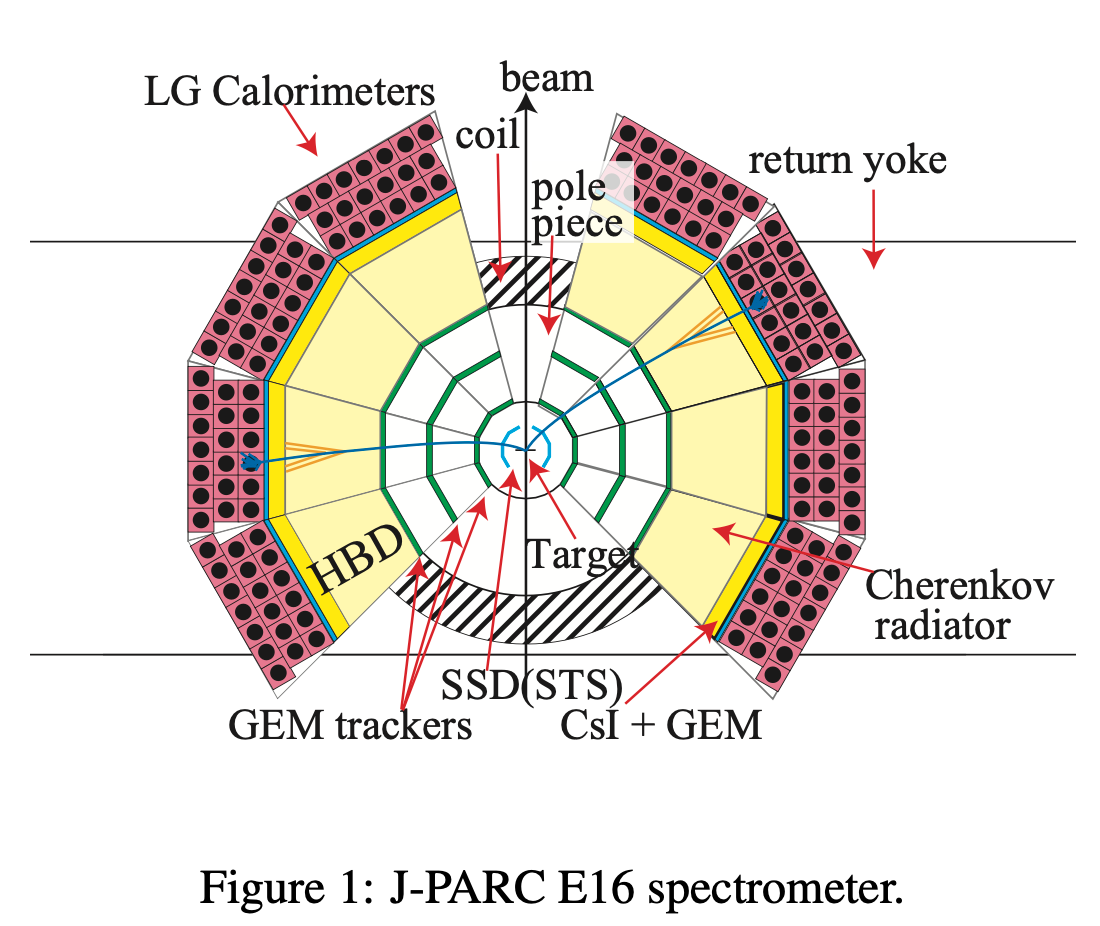 beam
LG Calorimeters
coil
return yoke
pole
piece
HBD
Target
Cherenkov
radiator
SSD(STS)
GEM trackers
CsI + GEM
Figure 1: J-PARC E16 spectrometer.